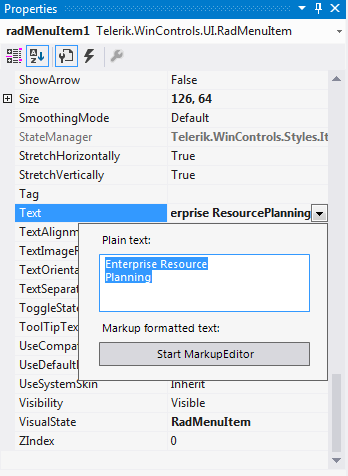 Properties
radMenuItem1 Telerik.WinControls.UI.RadMenuItem
ShowArrow False
Size 126, 64
SmoothingMode Default
StateManager Telerik.WinControls.Styles.It
StretchHorizontally True
StretchVertically True
Tag
Text erprise ResourcePlanning
TextAlignm
Plain text:
TextImageR
Enterprise Resource
TextOrienta
Planning
TextSeparat
ToggleState
ToolTipText
Markup formatted text:
UseCompat
Start MarkupEditor
UseDefaultD
UseSystemSkin Inherit
Visibility Visible
VisualState RadMenuItem
ZIndex 0